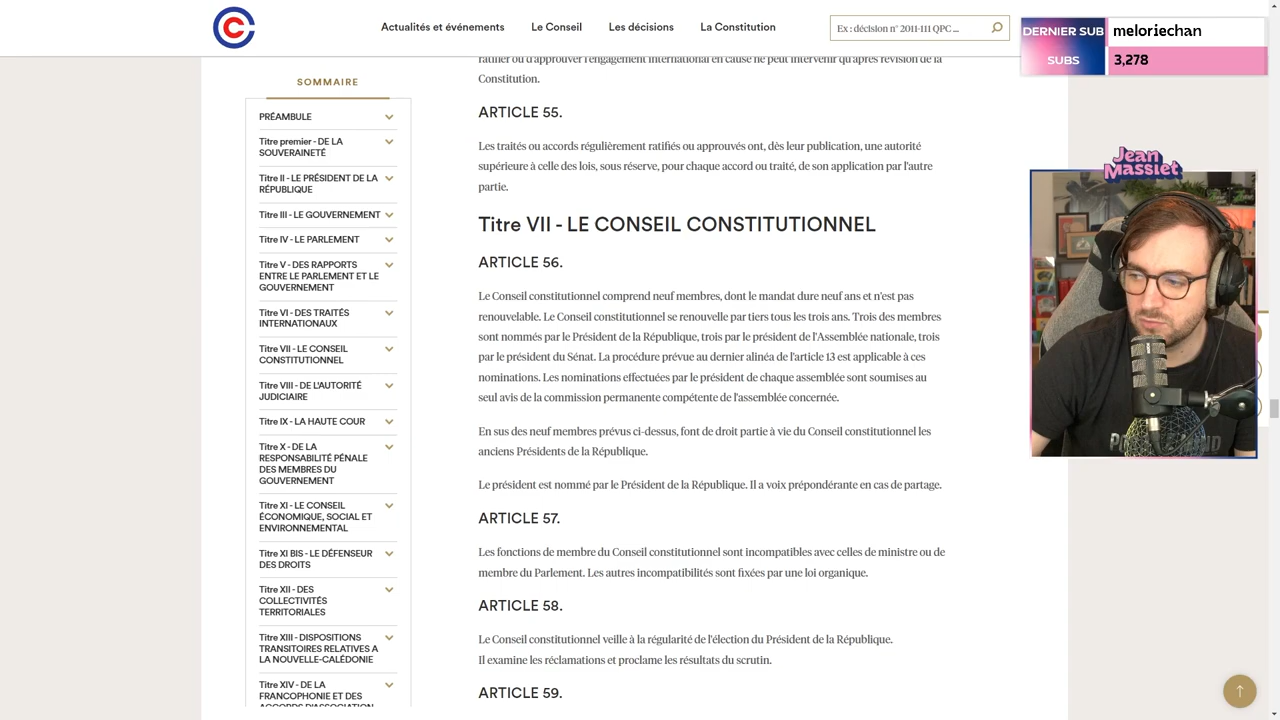 Actualités et événements
Le Conseil
Les décisions
La Constitution
Ex : décision n° 2011-111 QPC ...
DERNIER SUB
meloriechan
SUBS
3,278
Jean
Massiet
SOMMAIRE
PRÉAMBULE
Titre premier - DE LA
SOUVERAINETÉ
Titre II - LE PRÉSIDENT DE LA
RÉPUBLIQUE
Titre III - LE GOUVERNEMENT
Titre IV - LE PARLEMENT
Titre V - DES RAPPORTS
ENTRE LE PARLEMENT ET LE
GOUVERNEMENT
Titre VI - DES TRAITÉS
INTERNATIONAUX
Titre VII - LE CONSEIL
CONSTITUTIONNEL
Titre VIII - DE L'AUTORITÉ
JUDICIAIRE
Titre IX - LA HAUTE COUR
Titre X - DE LA
RESPONSABILITÉ PÉNALE
DES MEMBRES DU
GOUVERNEMENT
Titre XI - LE CONSEIL
ÉCONOMIQUE, SOCIAL ET
ENVIRONNEMENTAL
Titre XI BIS - LE DÉFENSEUR
DES DROITS
Titre XII - DES
COLLECTIVITÉS
TERRITORIALES
Titre XIII - DISPOSITIONS
TRANSITOIRES RELATIVES A
LA NOUVELLE-CALÉDONIE
Titre XIV - DE LA
FRANCOPHONIE ET DES
ACCORDS D'ASSOCIATION
ratifier ou d'approuver l'engagement international en cause ne peut intervenir qu'après révision de la
Constitution.
ARTICLE 55.
Les traités ou accords régulièrement ratifiés ou approuvés ont, dès leur publication, une autorité
supérieure à celle des lois, sous réserve, pour chaque accord ou traité, de son application par l'autre
partie.
Titre VII - LE CONSEIL CONSTITUTIONNEL
ARTICLE 56.
Le Conseil constitutionnel comprend neuf membres, dont le mandat dure neuf ans et n'est pas
renouvelable. Le Conseil constitutionnel se renouvelle par tiers tous les trois ans. Trois des membres
sont nommés par le Président de la République, trois par le président de l'Assemblée nationale, trois
par le président du Sénat. La procédure prévue au dernier alinéa de l'article 13 est applicable à ces
nominations. Les nominations effectuées par le président de chaque assemblée sont soumises au
seul avis de la commission permanente compétente de l'assemblée concernée.
En sus des neuf membres prévus ci-dessus, font de droit partie à vie du Conseil constitutionnel les
anciens Présidents de la République.
Le président est nommé par le Président de la République. Il a voix prépondérante en cas de partage.
ARTICLE 57.
Les fonctions de membre du Conseil constitutionnel sont incompatibles avec celles de ministre ou de
membre du Parlement. Les autres incompatibilités sont fixées par une loi organique.
ARTICLE 58.
Le Conseil constitutionnel veille à la régularité de l'élection du Président de la République.
Il examine les réclamations et proclame les résultats du scrutin.
ARTICLE 59.